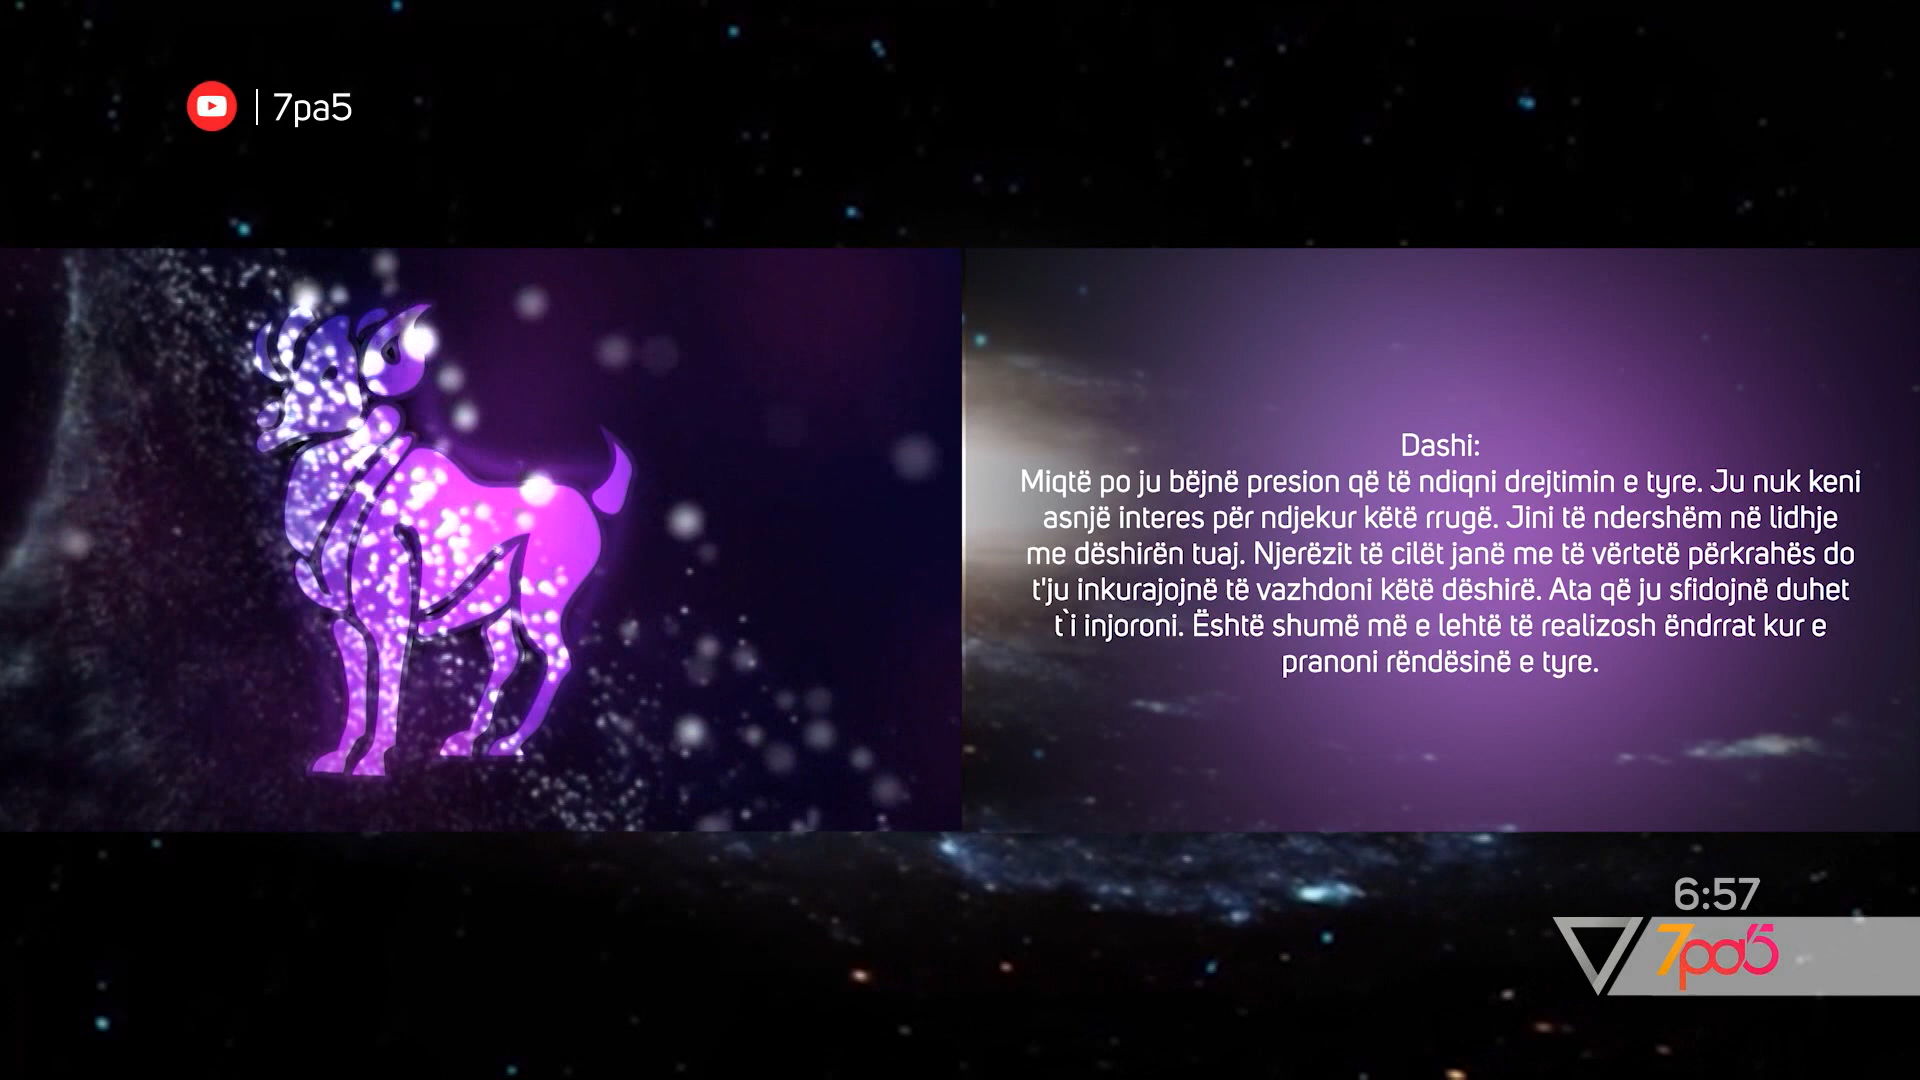 7pa5
Dashi:
Miqtë po ju bëjnë presion që të ndiqni drejtimin e tyre. Ju nuk keni
asnjë interes për ndjekur këtë rrugë. Jini të ndershëm në lidhje
me dëshirën tuaj. Njerëzit të cilët janë me të vërtetë përkrahës do
t'ju inkurajojnë të vazhdoni këtë dëshirë. Ata që ju sfidojnë duhet
t`i injoroni. Është shumë më e lehtë të realizosh ëndrrat kur e
pranoni rëndësinë e tyre.
6:57
7pa5